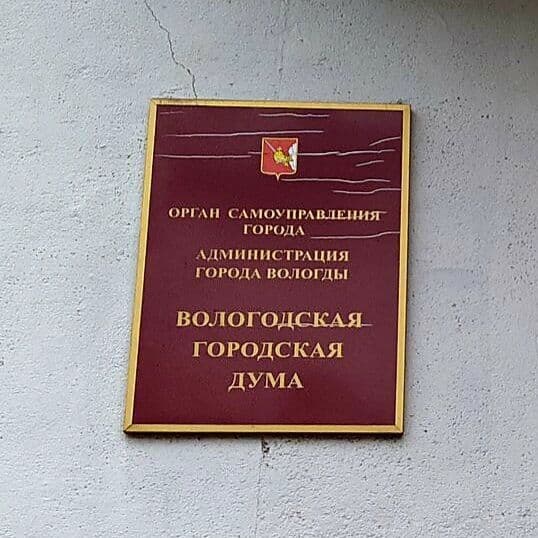 ОРГАН САМОУПРАВЛЕНИЯ
ГОРОДА
АДМИНИСТРАЦИЯ
ГОРОДА ВОЛОГДЫ
ВОЛОГОДСКАЯ
ГОРОДСКАЯ
ДУМА